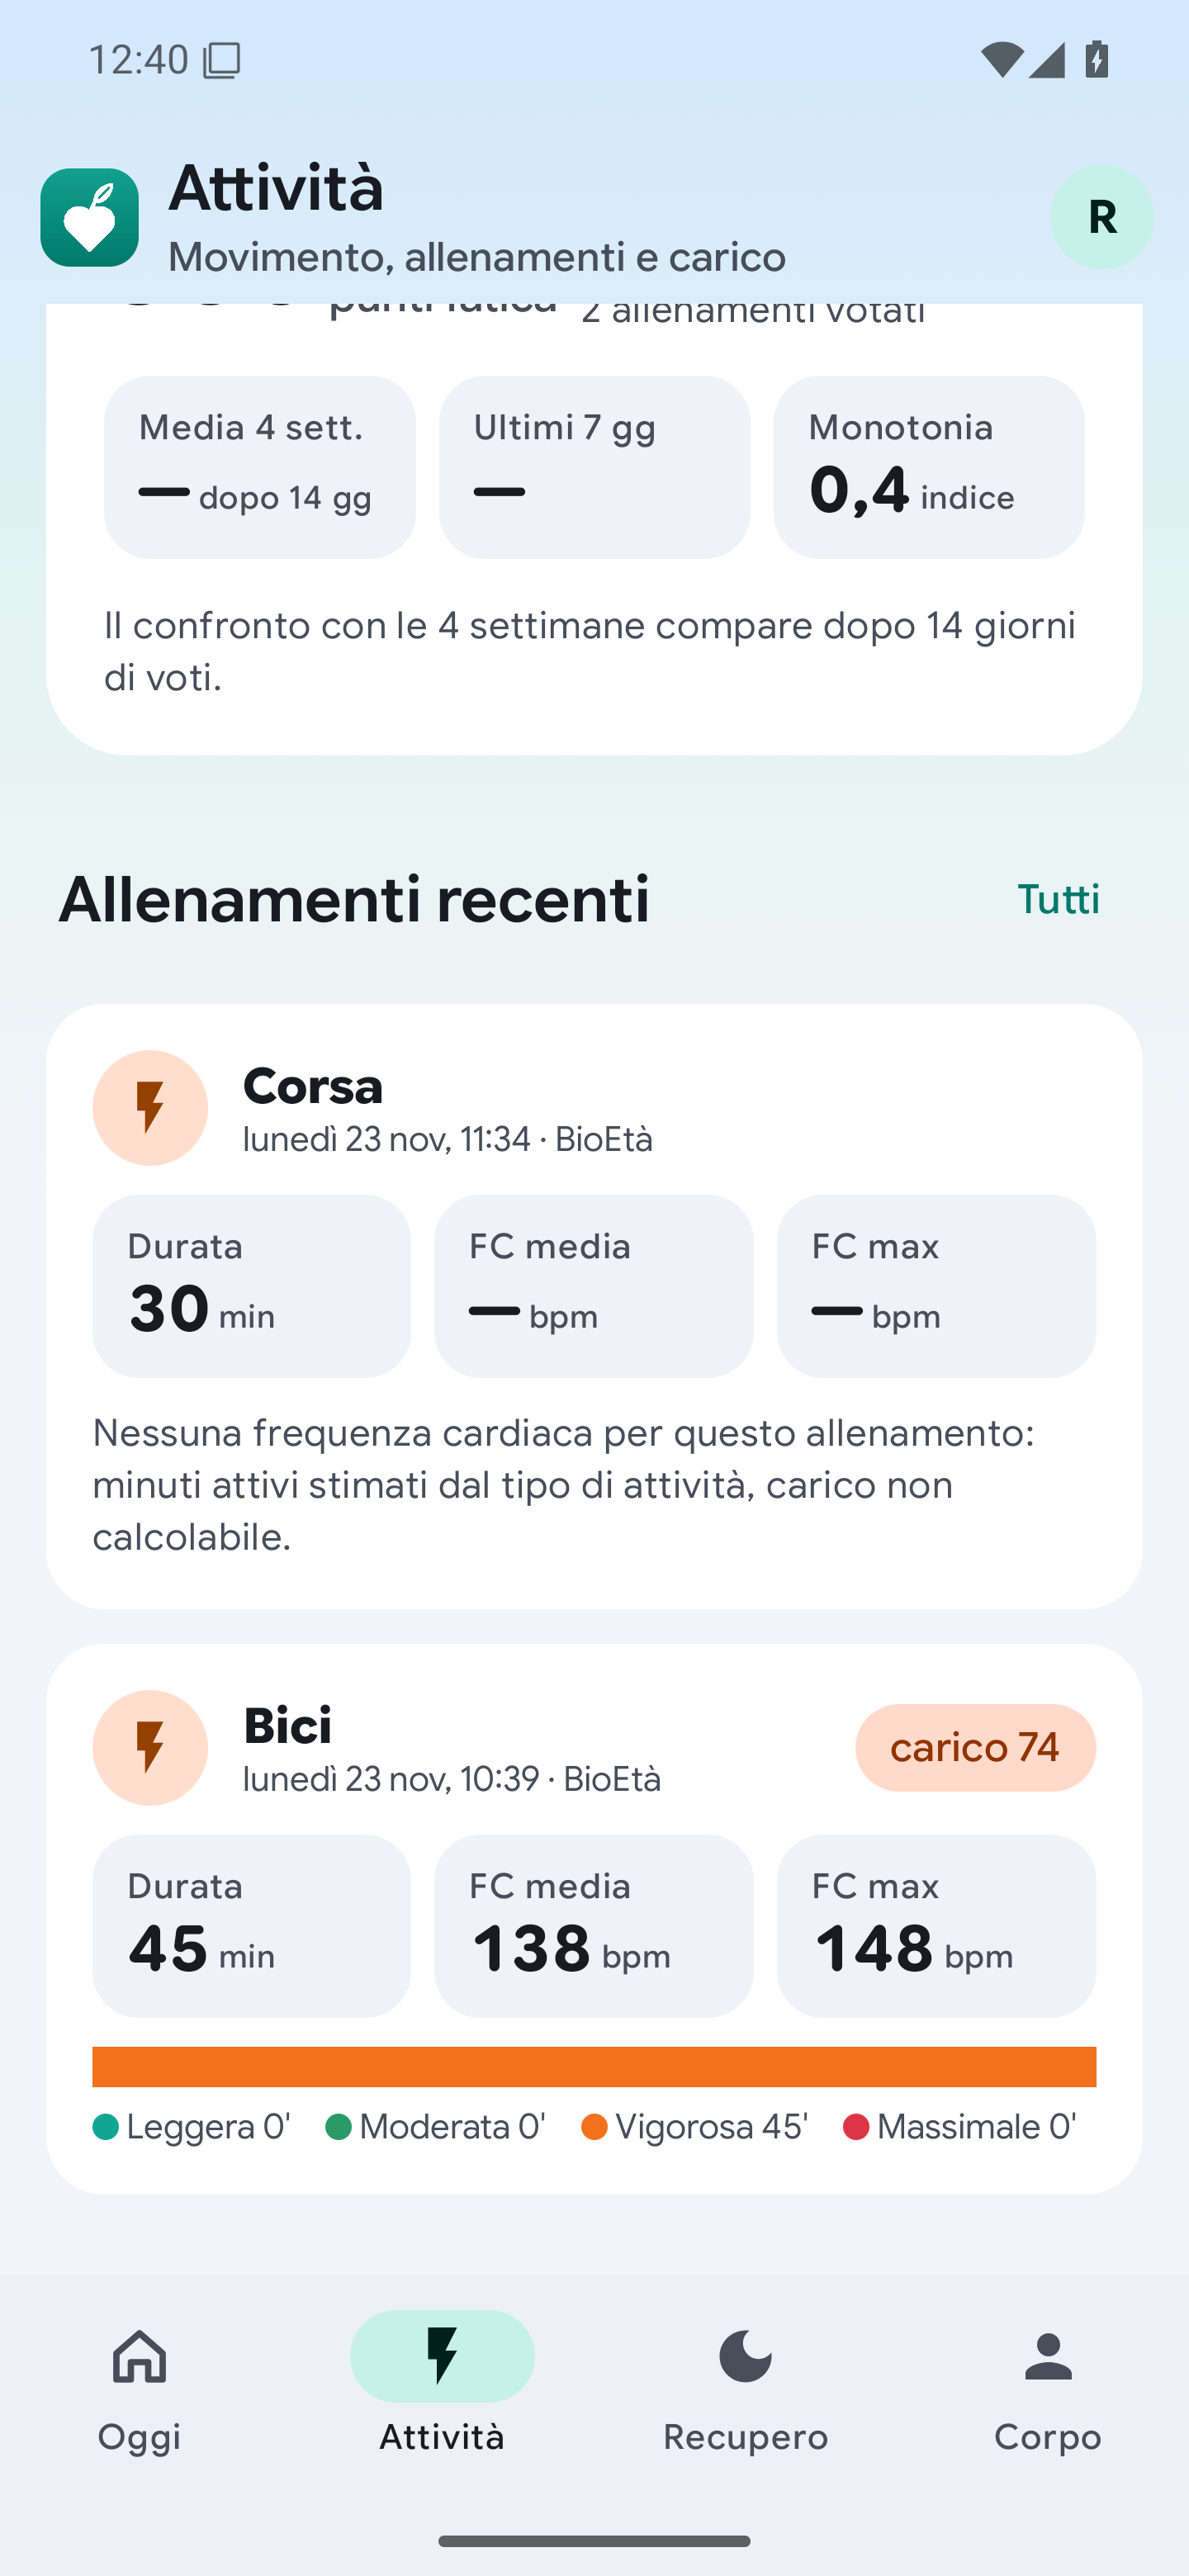 12:40
Attività
Movimento, allenamenti e carico
R
punti fatica 2 allenamenti votati
Media 4 sett.
— dopo 14 gg
Ultimi 7 gg
—
Monotonia
0,4 indice
Il confronto con le 4 settimane compare dopo 14 giorni
di voti.
Allenamenti recenti
Tutti
Corsa
lunedì 23 nov, 11:34 · BioEtà
Durata
30 min
FC media
— bpm
FC max
— bpm
Nessuna frequenza cardiaca per questo allenamento:
minuti attivi stimati dal tipo di attività, carico non
calcolabile.
Bici
lunedì 23 nov, 10:39 · BioEtà
carico 74
Durata
45 min
FC media
138 bpm
FC max
148 bpm
Leggera 0'
Moderata 0'
Vigorosa 45'
Massimale 0'
Oggi
Attività
Recupero
Corpo